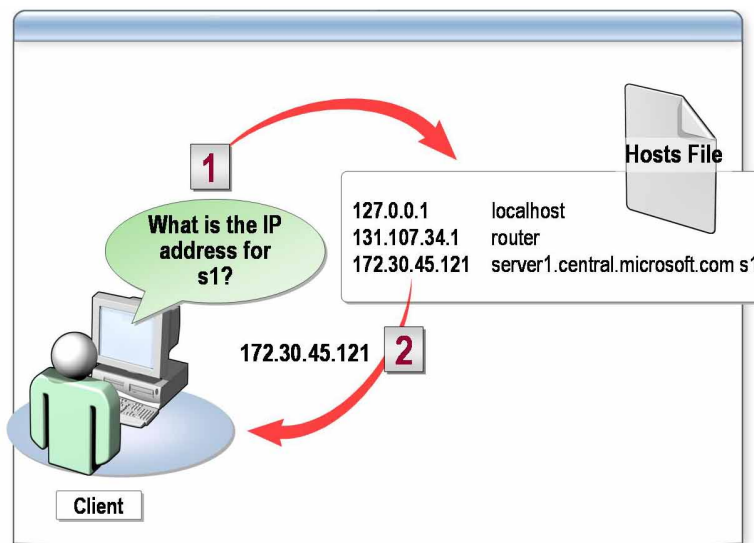 1
Hosts File
What is the IP
address for
s1?
127.0.0.1 localhost
131.107.34.1 router
172.30.45.121 server1.central.microsoft.com s1
172.30.45.121
2
Client